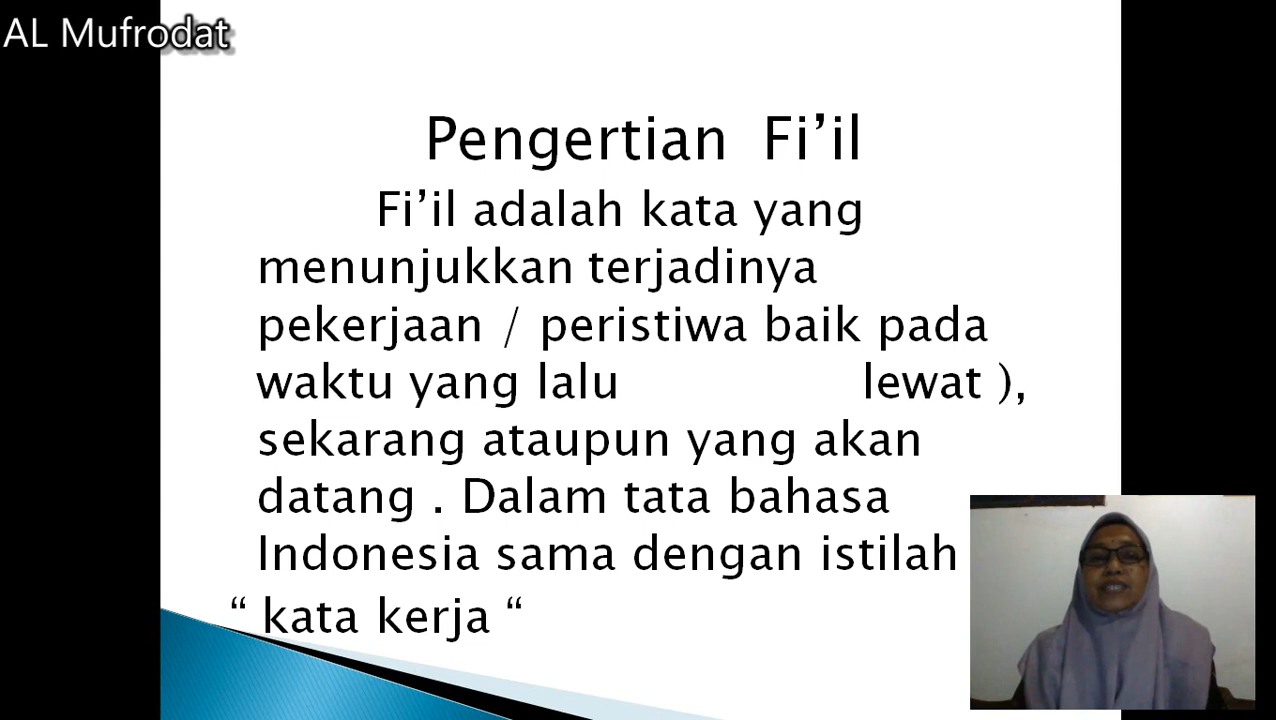 AL Mufrodat
Pengertian Fi’il
Fi’il adalah kata yang
menunjukkan terjadinya
pekerjaan / peristiwa baik pada
waktu yang lalu lewat ),
sekarang ataupun yang akan
datang . Dalam tata bahasa
Indonesia sama dengan istilah
“ kata kerja “